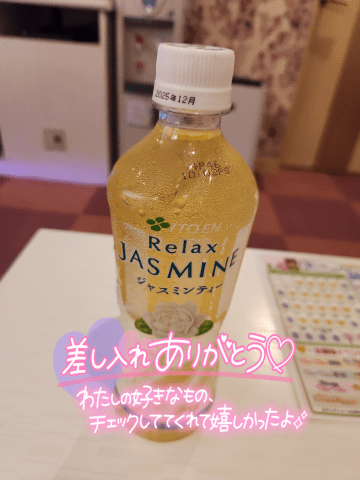 2025年12月
ITO EN
Relax
JASMINE
ジャスミンティー
差し入れありがとう♡
わたしの好きなもの、
チェックしててくれて嬉しかったよ